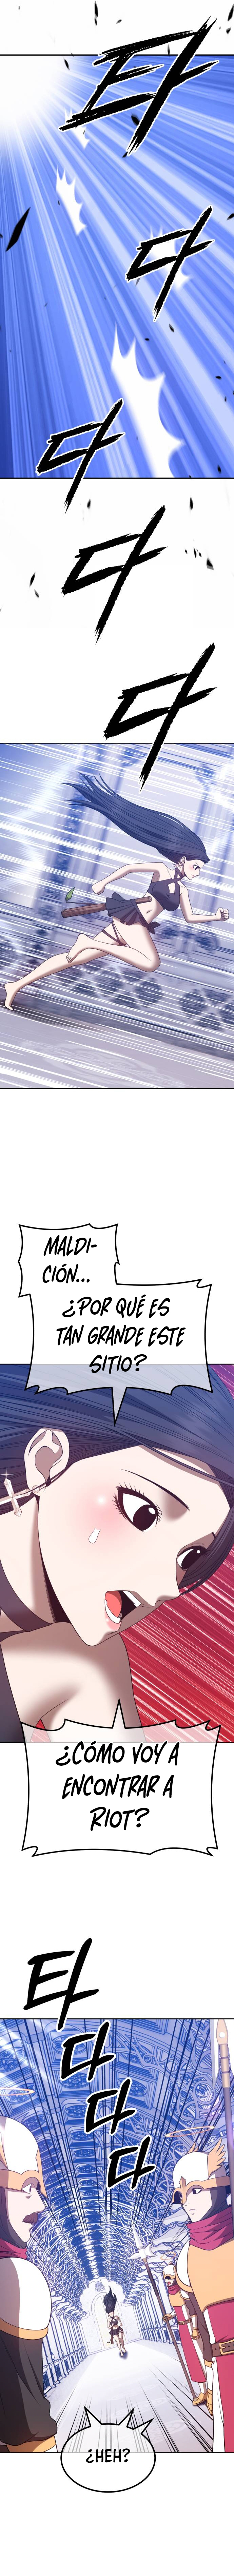 타
다
다
다
다
MALDI-
CIÓN...
¿POR QUÉ ES
TAN GRANDE ESTE
SITIO?
¿CÓMO VOY A
ENCONTRAR A
RIOT?
타
다
다
다
¿HEH?